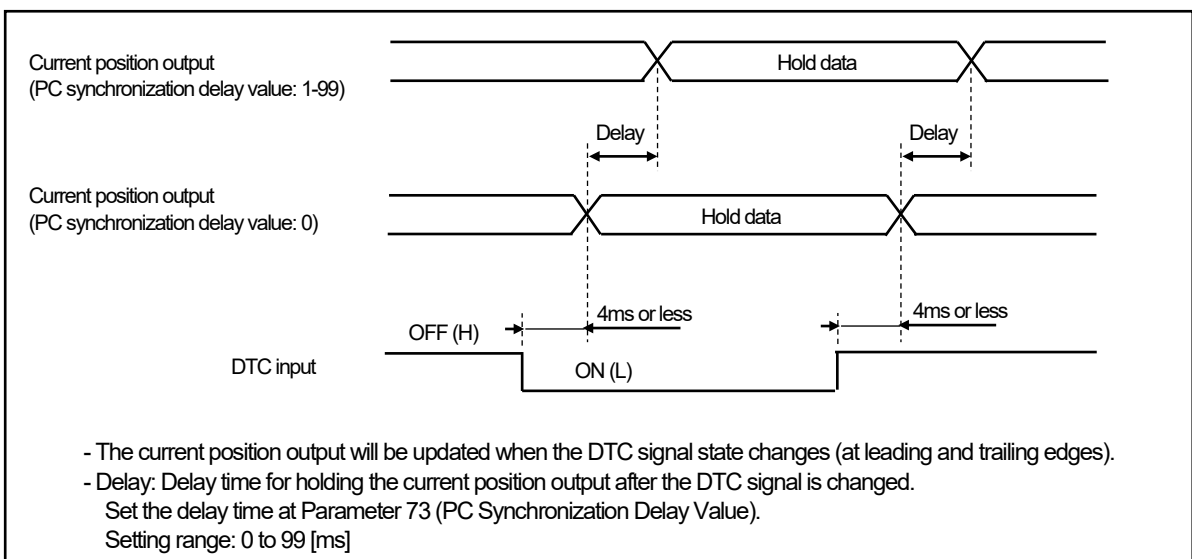 Current position output
(PC synchronization delay value: 1-99)
Hold data
Delay
Delay
Current position output
(PC synchronization delay value: 0)
Hold data
4ms or less
4ms or less
OFF (H)
DTC input
ON (L)
- The current position output will be updated when the DTC signal state changes (at leading and trailing edges).
- Delay: Delay time for holding the current position output after the DTC signal is changed.
Set the delay time at Parameter 73 (PC Synchronization Delay Value).
Setting range: 0 to 99 [ms]